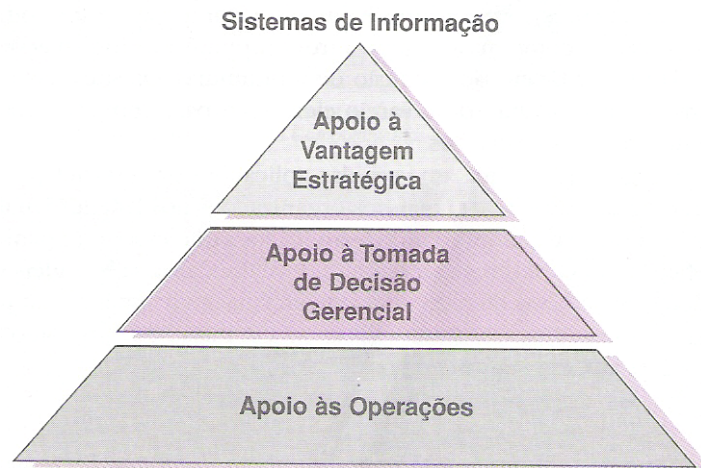 Sistemas de Informação
Apoio à
Vantagem
Estratégica
Apoio à Tomada
de Decisão
Gerencial
Apoio às Operações